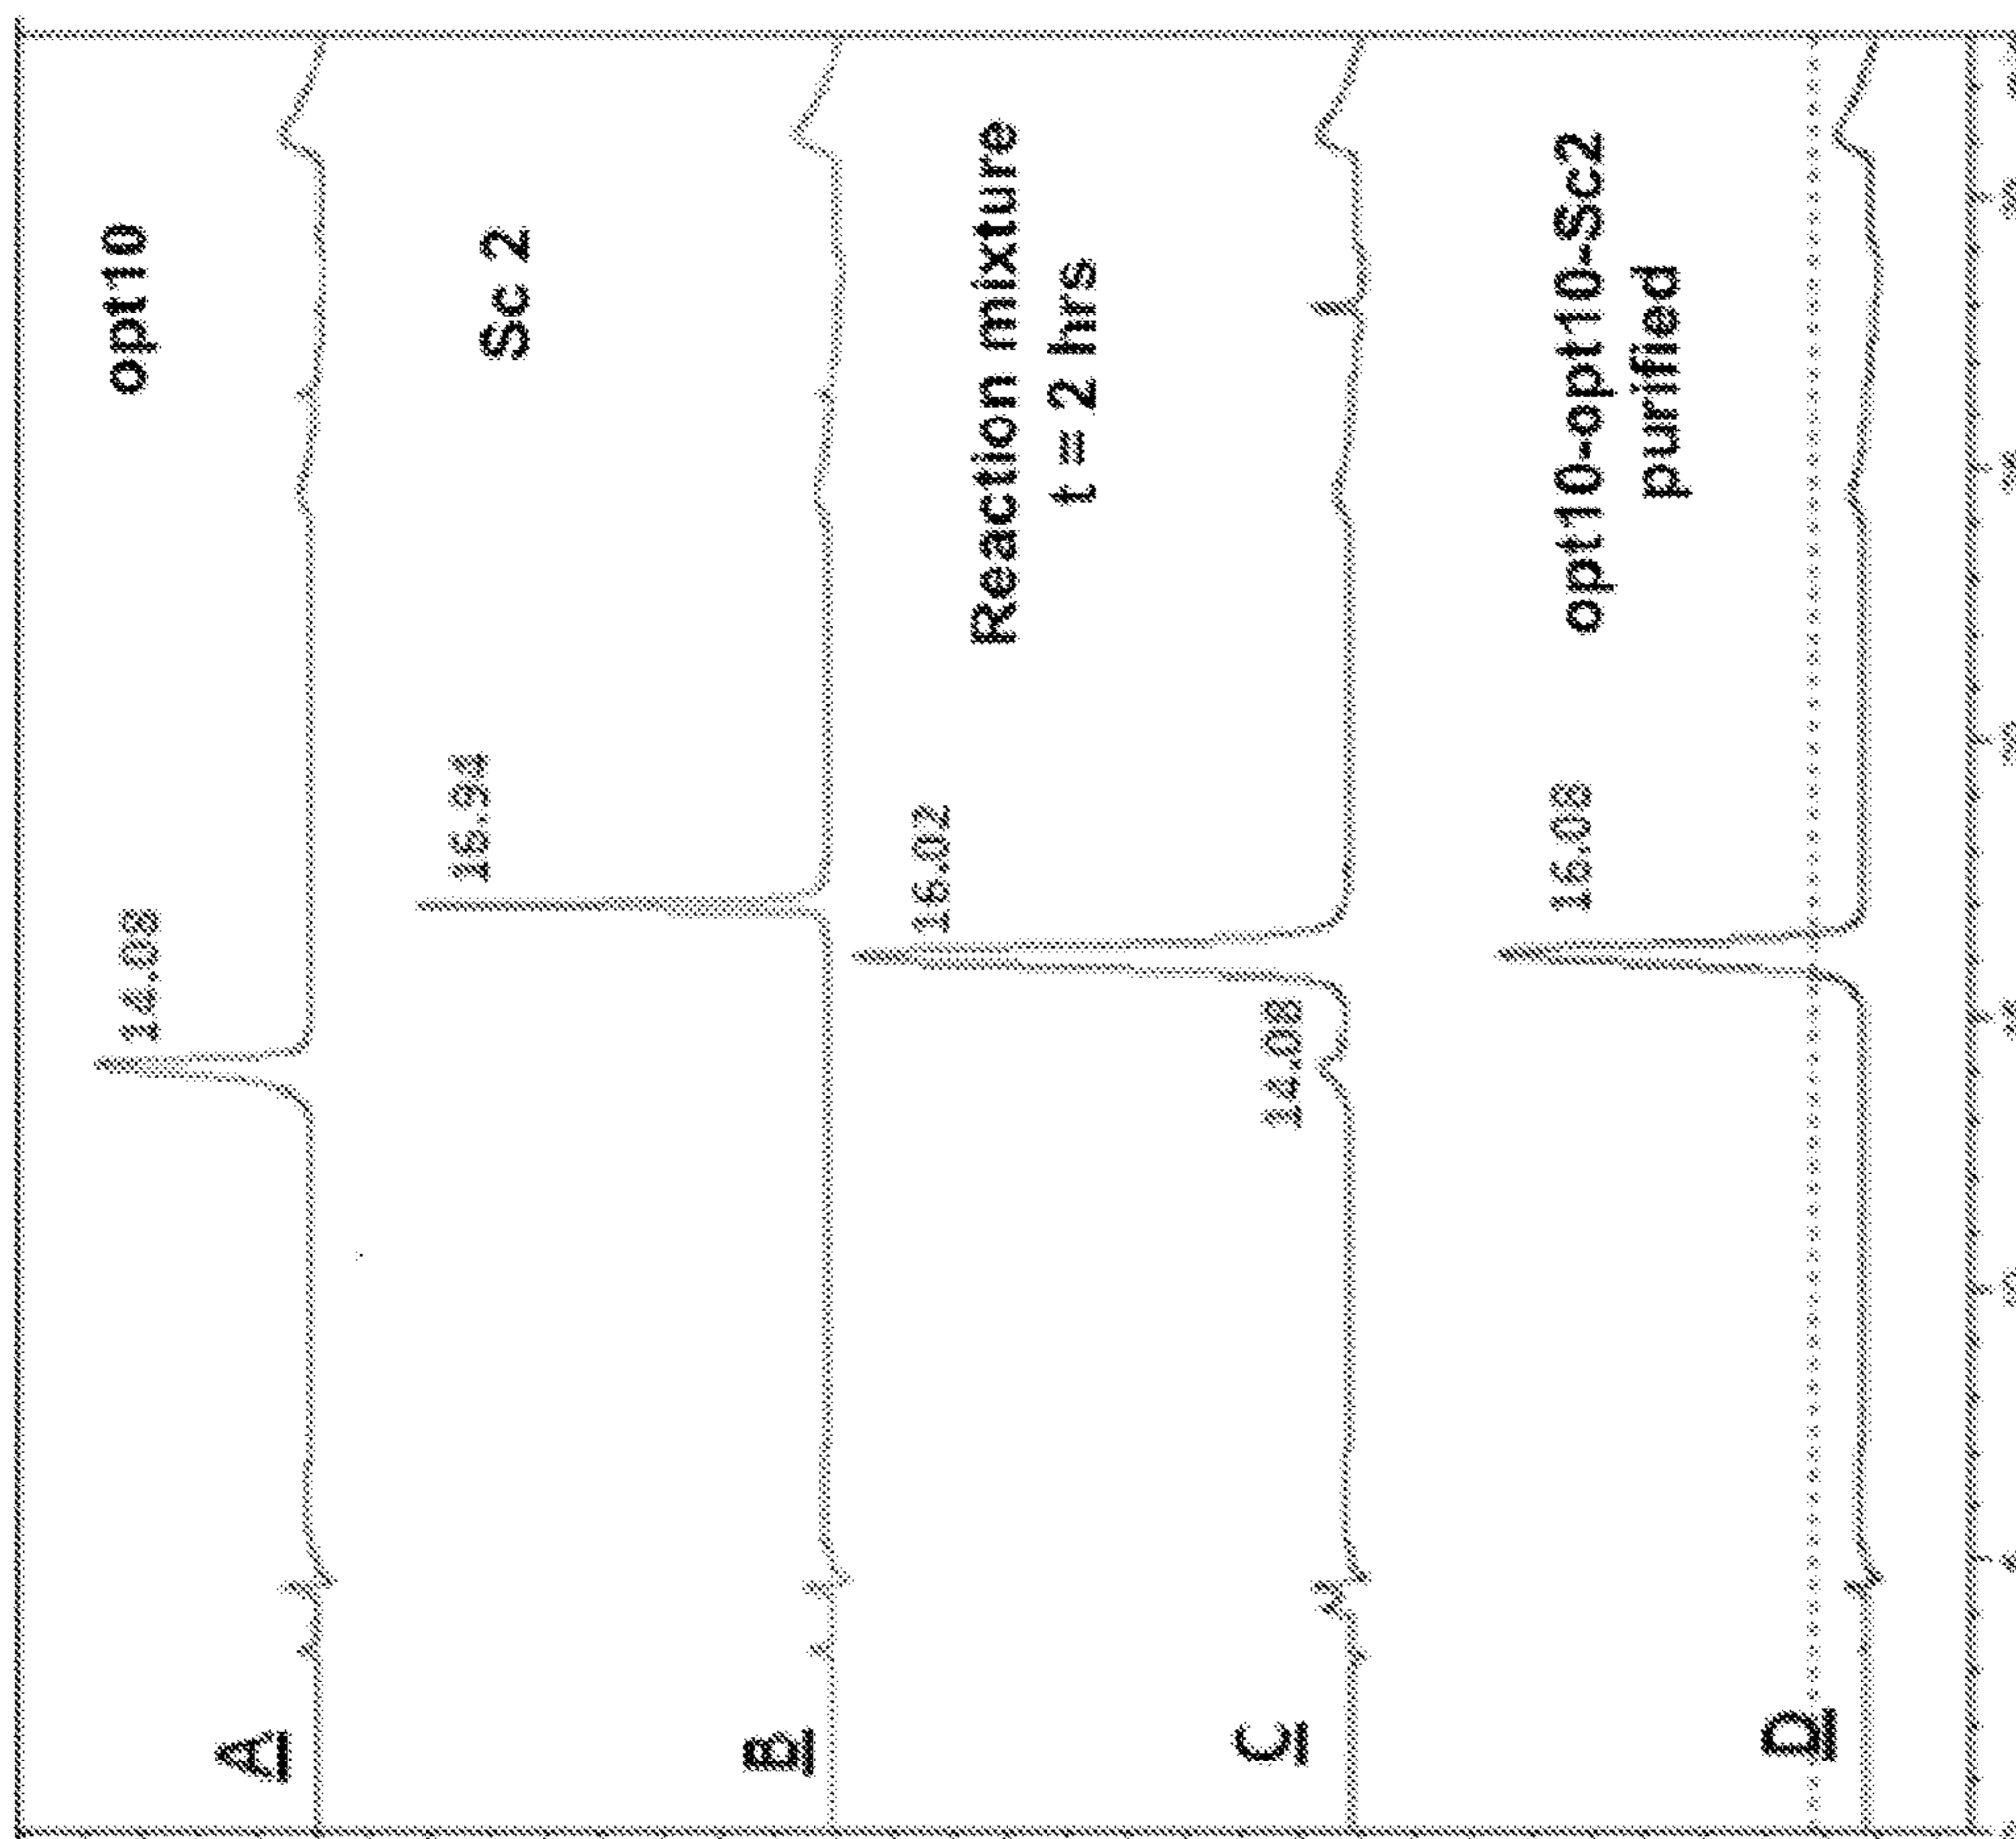 A
14.08
opt10
B
16.94
Sc 2
C
14.08
16.02
Reaction mixture
t = 2 hrs
D
16.08
opt10-opt10-Sc2
purified